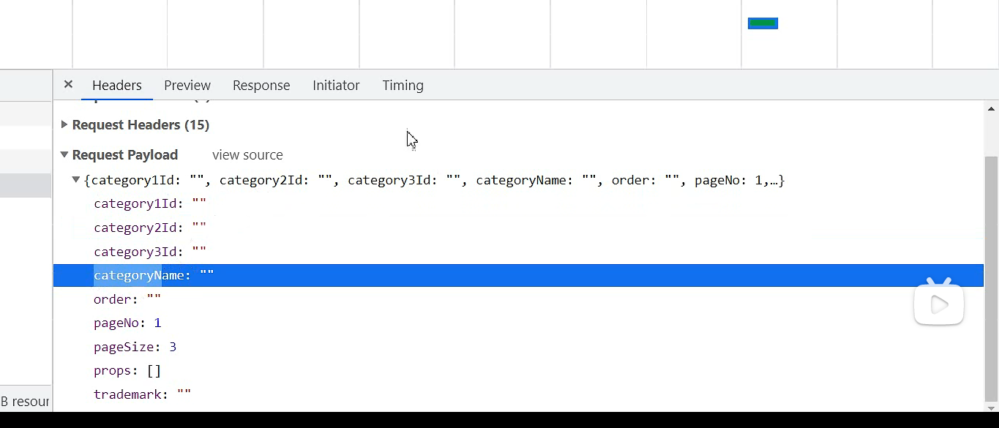 × Headers Preview Response Initiator Timing
Request Headers (15)
Request Payload view source
{category1Id: "", category2Id: "", category3Id: "", categoryName: "", order: "", pageNo: 1,…}
category1Id: ""
category2Id: ""
category3Id: ""
categoryName: ""
order: ""
pageNo: 1
pageSize: 3
props: []
trademark: ""
B resour